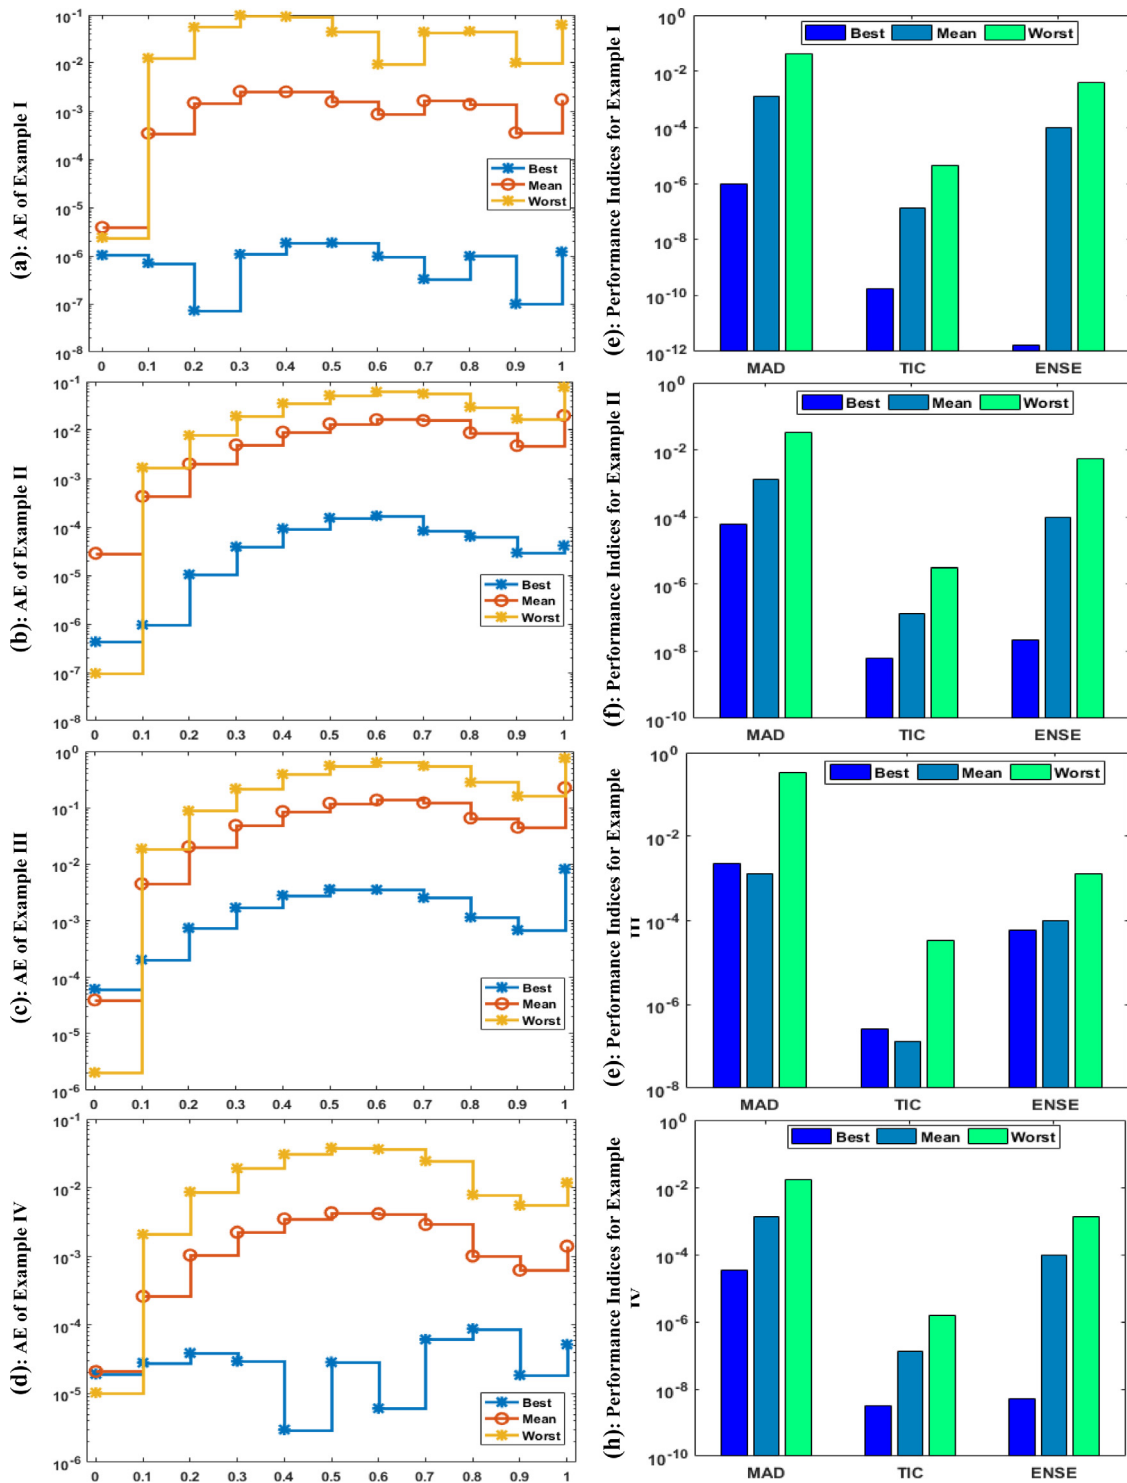 (a): AE of Example I
10^-1
10^-2
10^-3
10^-4
10^-5
10^-6
10^-7
10^-8
Best
Mean
Worst
0 0.1 0.2 0.3 0.4 0.5 0.6 0.7 0.8 0.9 1
(e): Performance Indices for Example I
10^0
10^-2
10^-4
10^-6
10^-8
10^-10
10^-12
Best Mean Worst
MAD TIC ENSE
(b): AE of Example II
10^-1
10^-2
10^-3
10^-4
10^-5
10^-6
10^-7
10^-8
Best
Mean
Worst
0 0.1 0.2 0.3 0.4 0.5 0.6 0.7 0.8 0.9 1
(f): Performance Indices for Example II
10^0
10^-2
10^-4
10^-6
10^-8
10^-10
Best Mean Worst
MAD TIC ENSE
(c): AE of Example III
10^0
10^-1
10^-2
10^-3
10^-4
10^-5
10^-6
Best
Mean
Worst
0 0.1 0.2 0.3 0.4 0.5 0.6 0.7 0.8 0.9 1
(e): Performance Indices for Example
III
10^0
10^-2
10^-4
10^-6
10^-8
Best Mean Worst
MAD TIC ENSE
(d): AE of Example IV
10^-1
10^-2
10^-3
10^-4
10^-5
10^-6
Best
Mean
Worst
0 0.1 0.2 0.3 0.4 0.5 0.6 0.7 0.8 0.9 1
(h): Performance Indices for Example
IV
10^0
10^-2
10^-4
10^-6
10^-8
10^-10
Best Mean Worst
MAD TIC ENSE